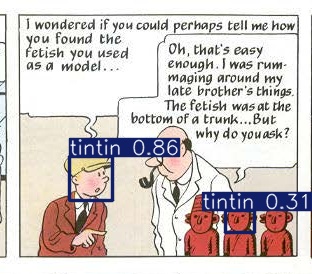 I wondered if you could perhaps tell me how
you found the
fetish you used
as a model...
Oh, that's easy
enough. I was rum-
maging around my
late brother's things.
The fetish was at the
bottom of a trunk...But
why do you ask?
tintin 0.86
tintin 0.31